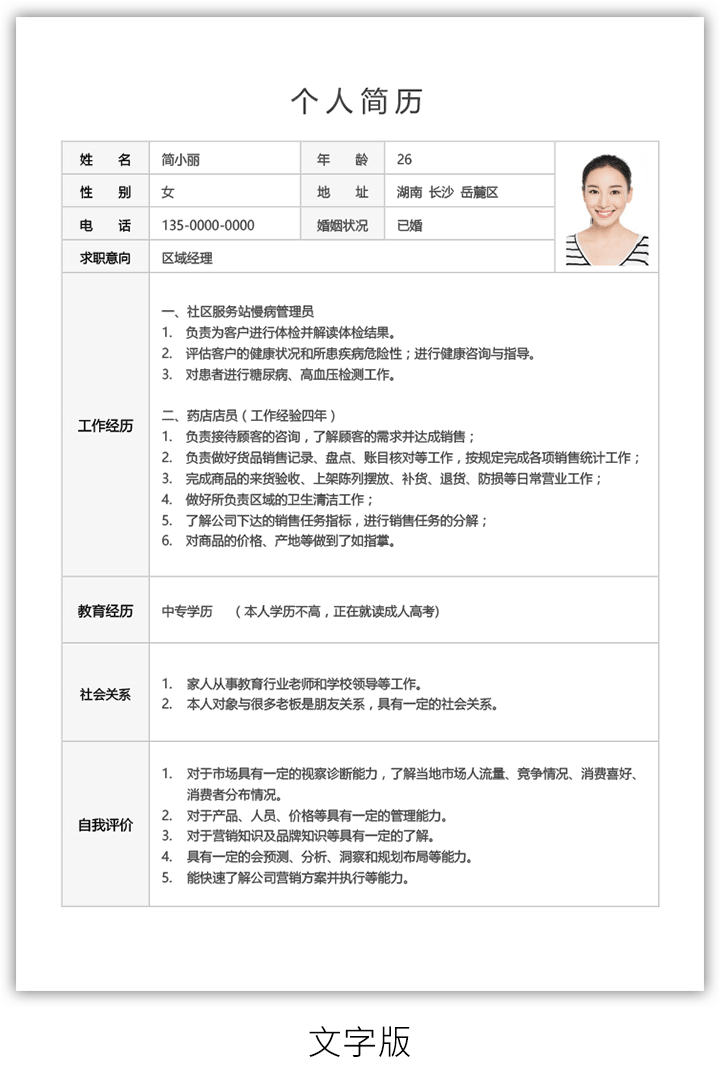 个人简历
姓 名 简小丽 年 龄 26
性 别 女 地 址 湖南 长沙 岳麓区
电 话 135-0000-0000 婚姻状况 已婚
求职意向 区域经理
工作经历
一、社区服务站慢病管理员
1. 负责为客户进行体检并解读体检结果。
2. 评估客户的健康状况和所患疾病危险性；进行健康咨询与指导。
3. 对患者进行糖尿病、高血压检测工作。
二、药店店员（工作经验四年）
1. 负责接待顾客的咨询，了解顾客的需求并达成销售；
2. 负责做好货品销售记录、盘点、账目核对等工作，按规定完成各项销售统计工作；
3. 完成商品的来货验收、上架陈列摆放、补货、退货、防损等日常营业工作；
4. 做好所负责区域的卫生清洁工作；
5. 了解公司下达的销售任务指标，进行销售任务的分解；
6. 对商品的价格、产地等做到了如指掌。
教育经历 中专学历 （本人学历不高，正在就读成人高考)
社会关系
1. 家人从事教育行业老师和学校领导等工作。
2. 本人对象与很多老板是朋友关系，具有一定的社会关系。
自我评价
1. 对于市场具有一定的视察诊断能力，了解当地市场人流量、竞争情况、消费喜好、
消费者分布情况。
2. 对于产品、人员、价格等具有一定的管理能力。
3. 对于营销知识及品牌知识等具有一定的了解。
4. 具有一定的会预测、分析、洞察和规划布局等能力。
5. 能快速了解公司营销方案并执行等能力。
文字版